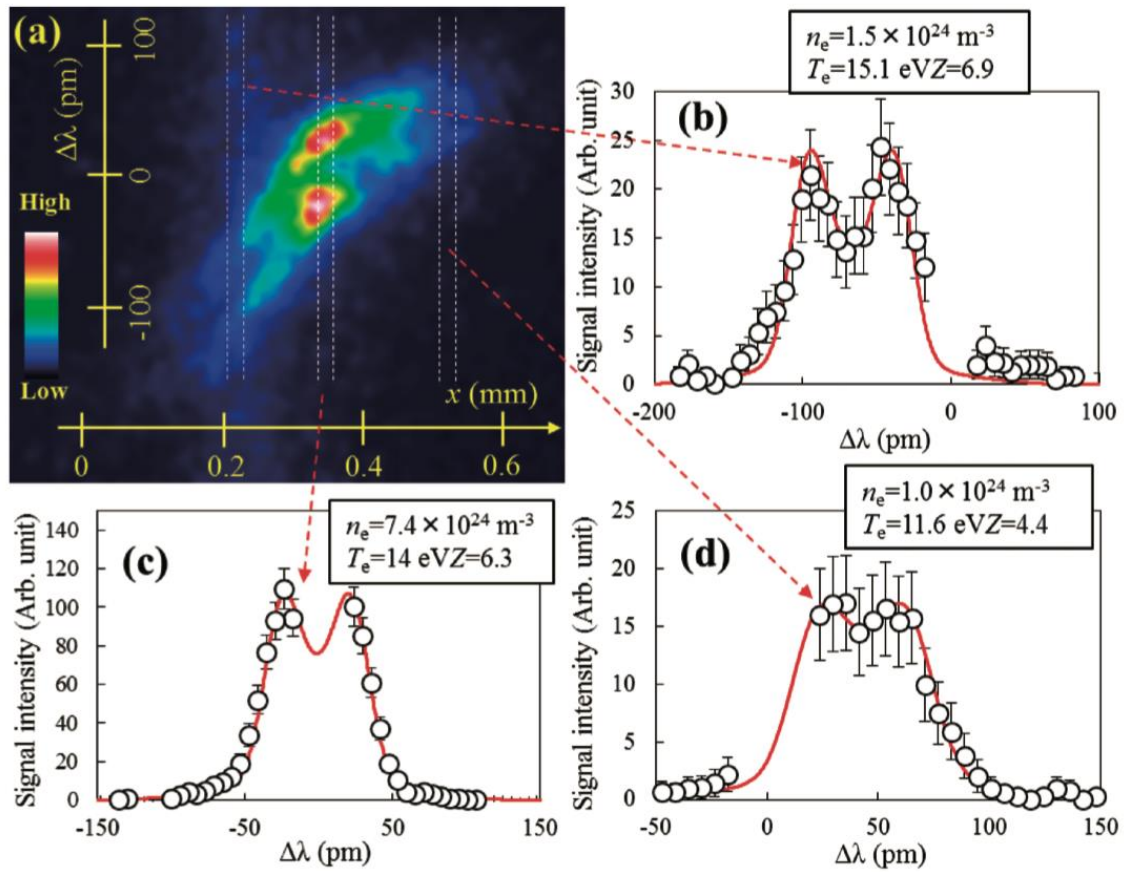 (a)
100
0
-100
Δλ (pm)
High
Low
x (mm)
0
0.2
0.4
0.6
nₑ=1.5 × 10²⁴ m⁻³
Tₑ=15.1 eVZ=6.9
(b)
30
25
20
15
10
5
0
Signal intensity (Arb. unit)
-200
-100
0
100
Δλ (pm)
nₑ=7.4 × 10²⁴ m⁻³
Tₑ=14 eVZ=6.3
(c)
140
120
100
80
60
40
20
0
Signal intensity (Arb. unit)
-150
-50
50
150
Δλ (pm)
nₑ=1.0 × 10²⁴ m⁻³
Tₑ=11.6 eVZ=4.4
(d)
25
20
15
10
5
0
Signal intensity (Arb. unit)
-50
0
50
100
150
Δλ (pm)